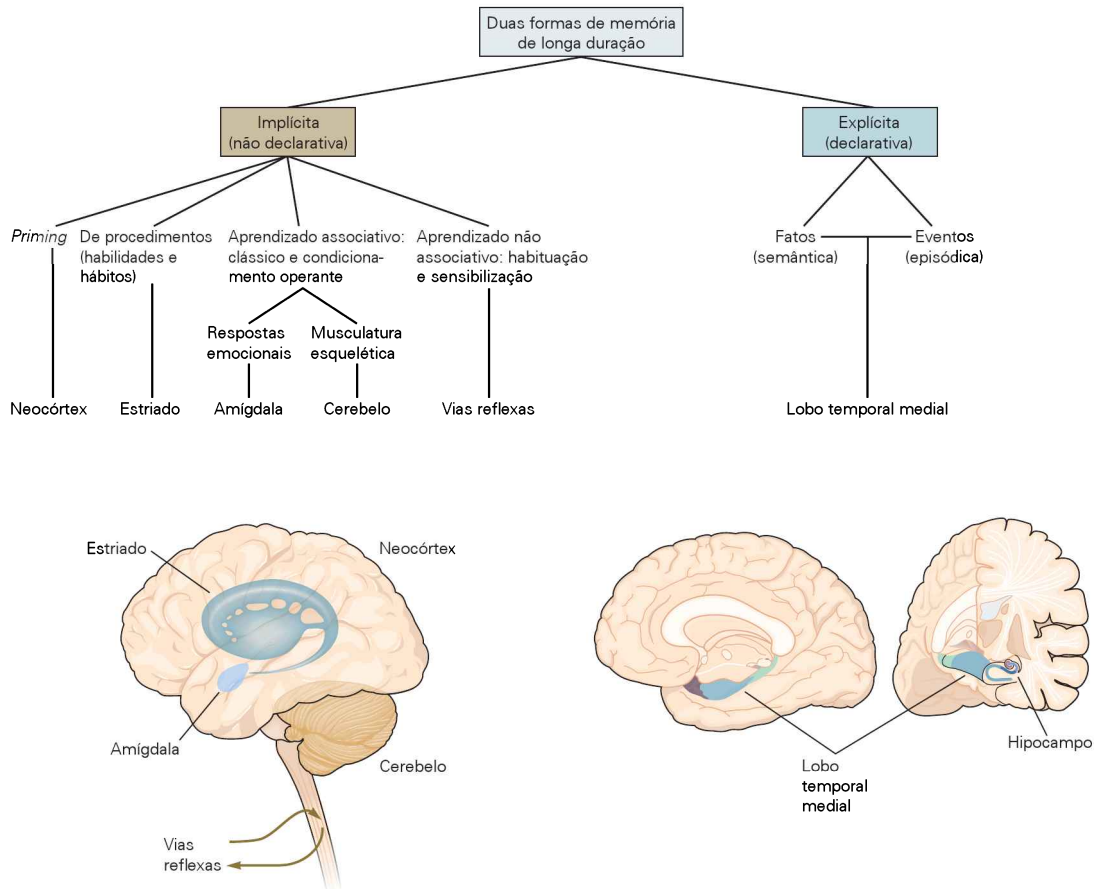 Duas formas de memória
de longa duração
Implícita
(não declarativa)
Explícita
(declarativa)
Priming
De procedimentos
(habilidades e
hábitos)
Aprendizado associativo:
clássico e condiciona-
mento operante
Aprendizado não
associativo: habituação
e sensibilização
Fatos
(semântica)
Eventos
(episódica)
Respostas
emocionais
Musculatura
esquelética
Neocórtex
Estriado
Amígdala
Cerebelo
Vias reflexas
Lobo temporal medial
Estriado
Neocórtex
Amígdala
Cerebelo
Vias
reflexas
Lobo
temporal
medial
Hipocampo